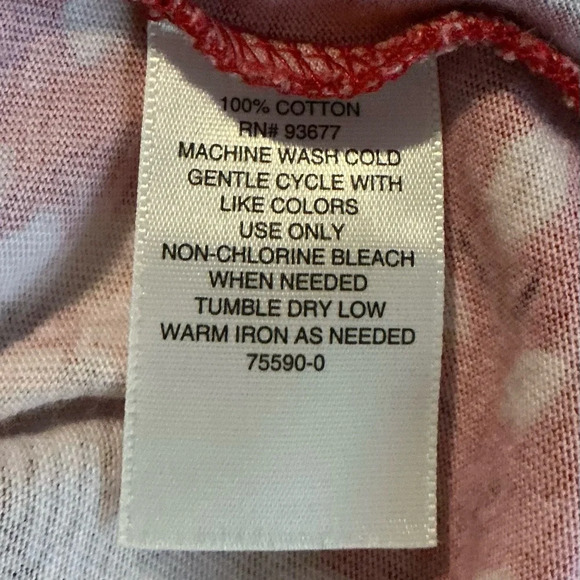 100% COTTON
RN# 93677
MACHINE WASH COLD
GENTLE CYCLE WITH
LIKE COLORS
USE ONLY
NON-CHLORINE BLEACH
WHEN NEEDED
TUMBLE DRY LOW
WARM IRON AS NEEDED
75590-0